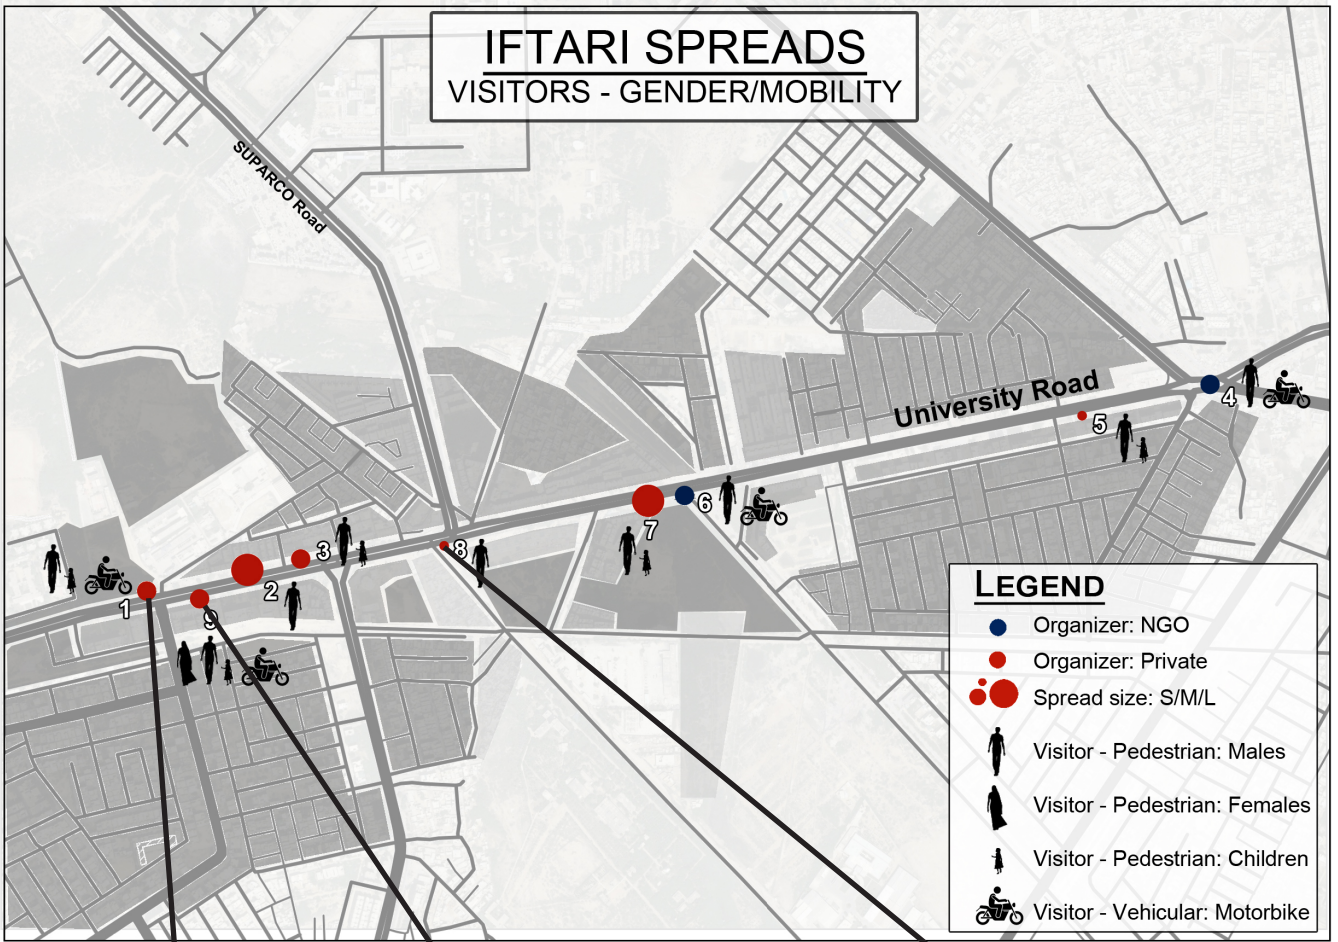 IFTARI SPREADS
VISITORS - GENDER/MOBILITY
SUPARCO Road
University Road
4
5
6
7
3
8
2
1
9
LEGEND
Organizer: NGO
Organizer: Private
Spread size: S/M/L
Visitor - Pedestrian: Males
Visitor - Pedestrian: Females
Visitor - Pedestrian: Children
Visitor - Vehicular: Motorbike